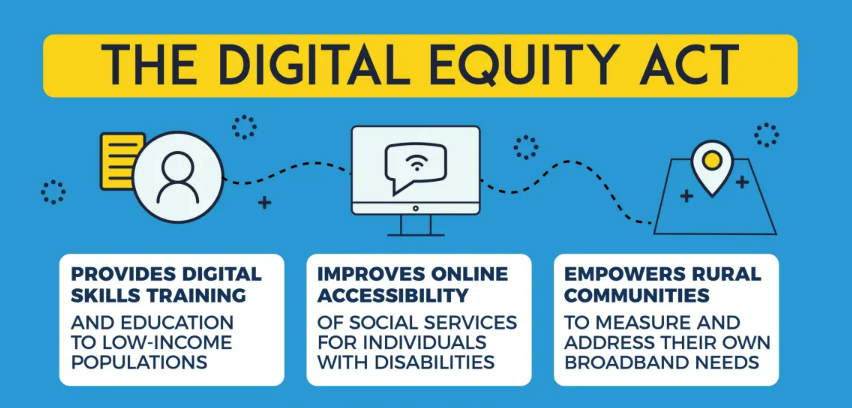 THE DIGITAL EQUITY ACT
PROVIDES DIGITAL
SKILLS TRAINING
AND EDUCATION
TO LOW-INCOME
POPULATIONS
IMPROVES ONLINE
ACCESSIBILITY
OF SOCIAL SERVICES
FOR INDIVIDUALS
WITH DISABILITIES
EMPOWERS RURAL
COMMUNITIES
TO MEASURE AND
ADDRESS THEIR OWN
BROADBAND NEEDS